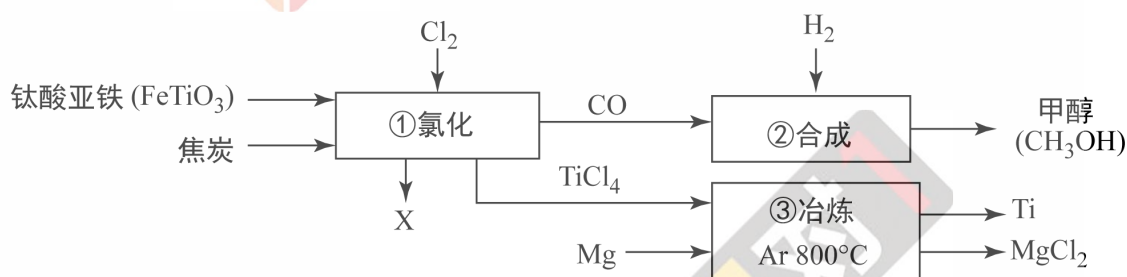 Cl₂
H₂
钛酸亚铁 (FeTiO₃)
焦炭
①氯化
CO
②合成
甲醇
(CH₃OH)
X
TiCl₄
Mg
③冶炼
Ar 800°C
Ti
MgCl₂